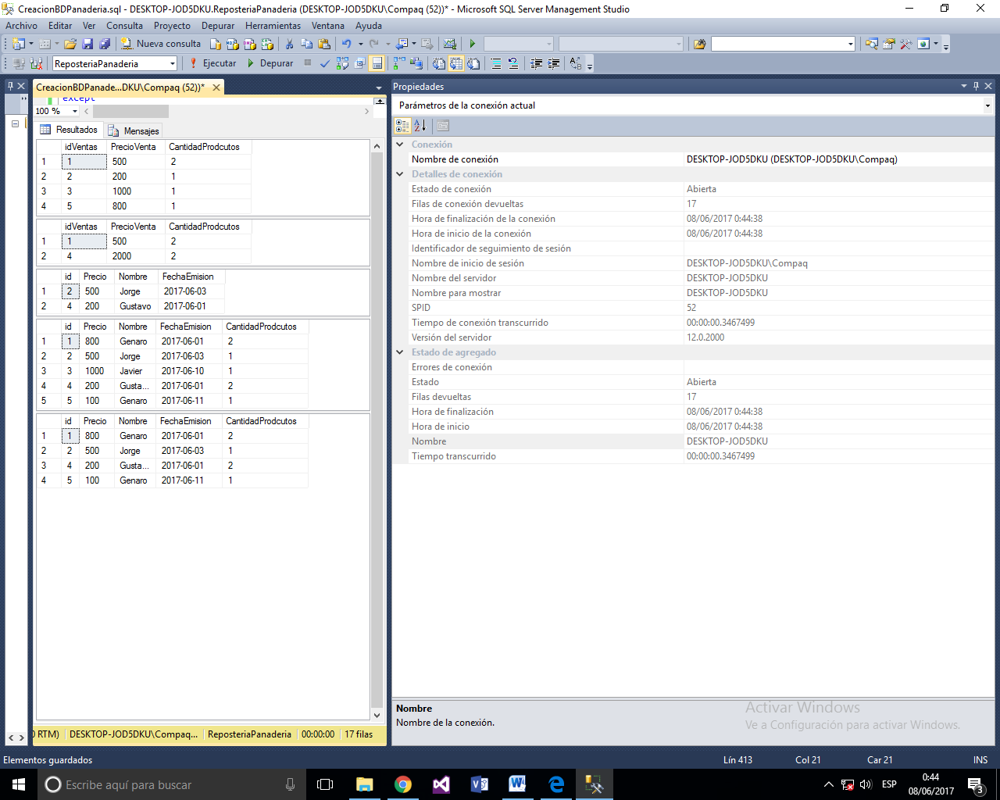 CreacionBDPanaderia.sql - DESKTOP-JOD5DKU.ReposteriaPanaderia (DESKTOP-JOD5DKU\Compaq (52))* - Microsoft SQL Server Management Studio
Archivo Editar Ver Consulta Proyecto Depurar Herramientas Ventana Ayuda
Nueva consulta
ReposteriaPanaderia Ejecutar Depurar
CreacionBDPanade...DKU\Compaq (52))*
except
100 %
Resultados Mensajes
idVentas PrecioVenta CantidadProdcutos
1 1 500 2
2 2 200 1
3 3 1000 1
4 5 800 1
idVentas PrecioVenta CantidadProdcutos
1 1 500 2
2 4 2000 2
id Precio Nombre FechaEmision
1 2 500 Jorge 2017-06-03
2 4 200 Gustavo 2017-06-01
id Precio Nombre FechaEmision CantidadProdcutos
1 1 800 Genaro 2017-06-01 2
2 2 500 Jorge 2017-06-03 1
3 3 1000 Javier 2017-06-10 1
4 4 200 Gusta... 2017-06-01 2
5 5 100 Genaro 2017-06-11 1
id Precio Nombre FechaEmision CantidadProdcutos
1 1 800 Genaro 2017-06-01 2
2 2 500 Jorge 2017-06-03 1
3 4 200 Gusta... 2017-06-01 2
4 5 100 Genaro 2017-06-11 1
0 RTM) DESKTOP-JOD5DKU\Compaq... ReposteriaPanaderia 00:00:00 17 filas
Propiedades
Parámetros de la conexión actual
Conexión
Nombre de conexión DESKTOP-JOD5DKU (DESKTOP-JOD5DKU\Compaq)
Detalles de conexión
Estado de conexión Abierta
Filas de conexión devueltas 17
Hora de finalización de la conexión 08/06/2017 0:44:38
Hora de inicio de la conexión 08/06/2017 0:44:38
Identificador de seguimiento de sesión
Nombre de inicio de sesión DESKTOP-JOD5DKU\Compaq
Nombre del servidor DESKTOP-JOD5DKU
Nombre para mostrar DESKTOP-JOD5DKU
SPID 52
Tiempo de conexión transcurrido 00:00:00.3467499
Versión del servidor 12.0.2000
Estado de agregado
Errores de conexión
Estado Abierta
Filas devueltas 17
Hora de finalización 08/06/2017 0:44:38
Hora de inicio 08/06/2017 0:44:38
Nombre DESKTOP-JOD5DKU
Tiempo transcurrido 00:00:00.3467499
Nombre
Nombre de la conexión.
Activar Windows
Ve a Configuración para activar Windows.
Elementos guardados Lín 413 Col 21 Car 21 INS
Escribe aquí para buscar
ESP
0:44
08/06/2017
3